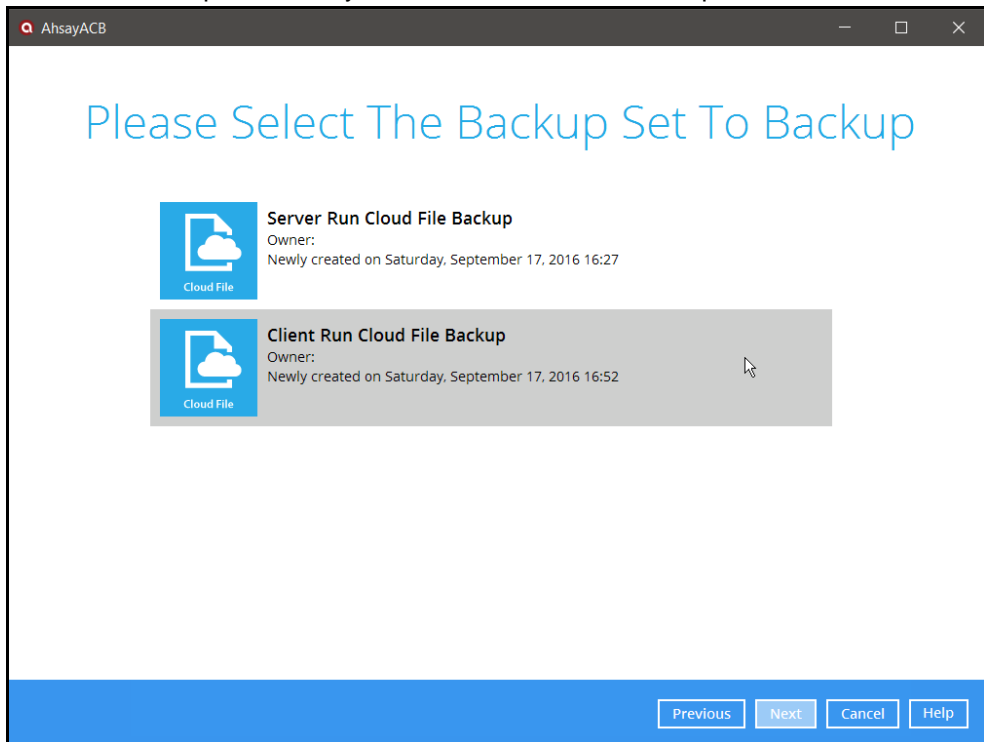 AhsayACB
Please Select The Backup Set To Backup
Server Run Cloud File Backup
Owner:
Newly created on Saturday, September 17, 2016 16:27
Cloud File
Client Run Cloud File Backup
Owner:
Newly created on Saturday, September 17, 2016 16:52
Cloud File
Previous
Next
Cancel
Help